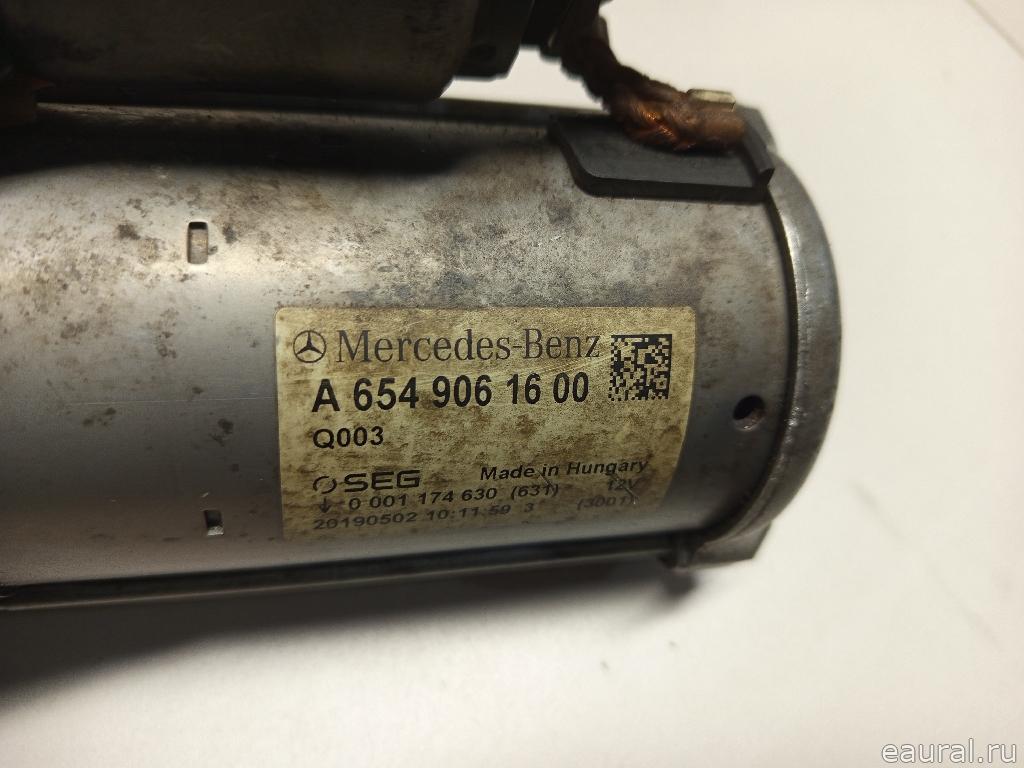 Mercedes-Benz
A 654 906 16 00
Q003
SEG Made in Hungary
↓ 0 001 174 630 (631) 12V
20190502 10:11:59 3 (3001)
eaural.ru